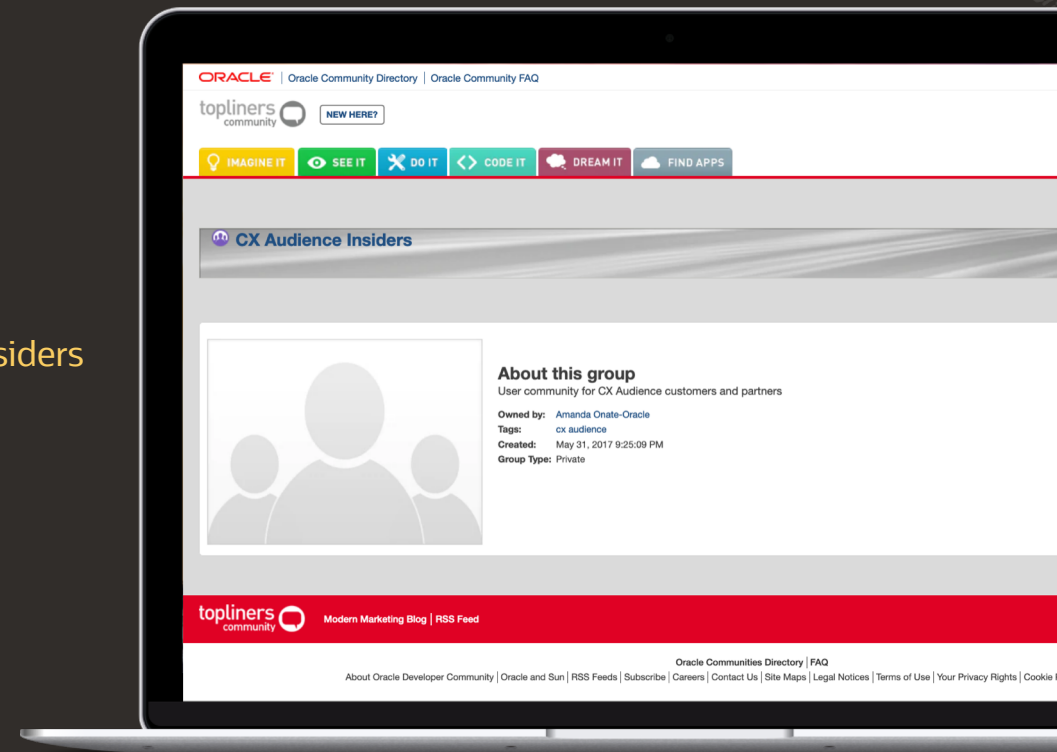 ORACLE | Oracle Community Directory | Oracle Community FAQ
topliners
community
NEW HERE?
IMAGINE IT SEE IT DO IT CODE IT DREAM IT FIND APPS
CX Audience Insiders
siders
About this group
User community for CX Audience customers and partners
Owned by: Amanda Onate-Oracle
Tags: cx audience
Created: May 31, 2017 9:25:09 PM
Group Type: Private
topliners
community
Modern Marketing Blog | RSS Feed
Oracle Communities Directory | FAQ
About Oracle Developer Community | Oracle and Sun | RSS Feeds | Subscribe | Careers | Contact Us | Site Maps | Legal Notices | Terms of Use | Your Privacy Rights | Cookie